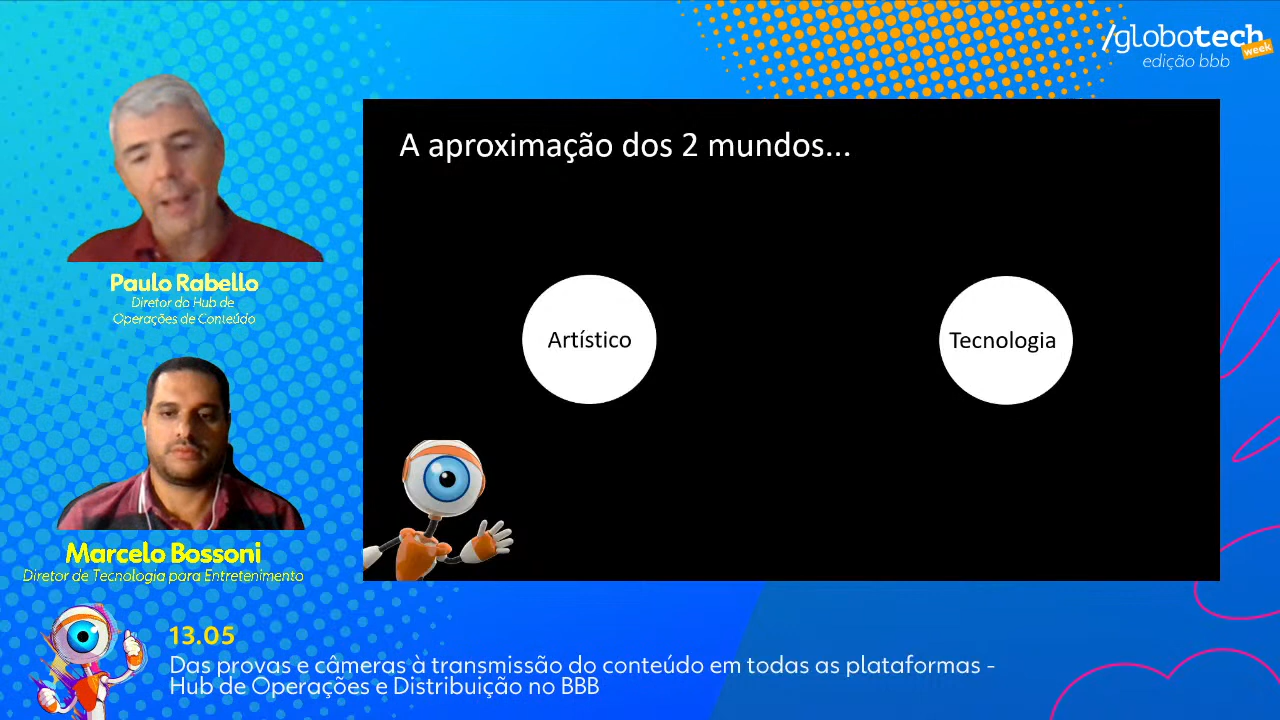 /globotech
week
edição bbb
A aproximação dos 2 mundos...
Artístico
Tecnologia
Paulo Rabello
Diretor do Hub de
Operações de Conteúdo
Marcelo Bossoni
Diretor de Tecnologia para Entretenimento
13.05
Das provas e câmeras à transmissão do conteúdo em todas as plataformas -
Hub de Operações e Distribuição no BBB